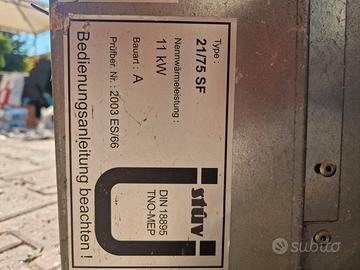 Type :
21/75 SF
Nennwärmeleistung :
11 kW
Bauart : A
Prüfber. Nr. : 2003 ES/66
Bedienungsanleitung beachten !
stûv
DIN 18895
TNO-MEP
subito